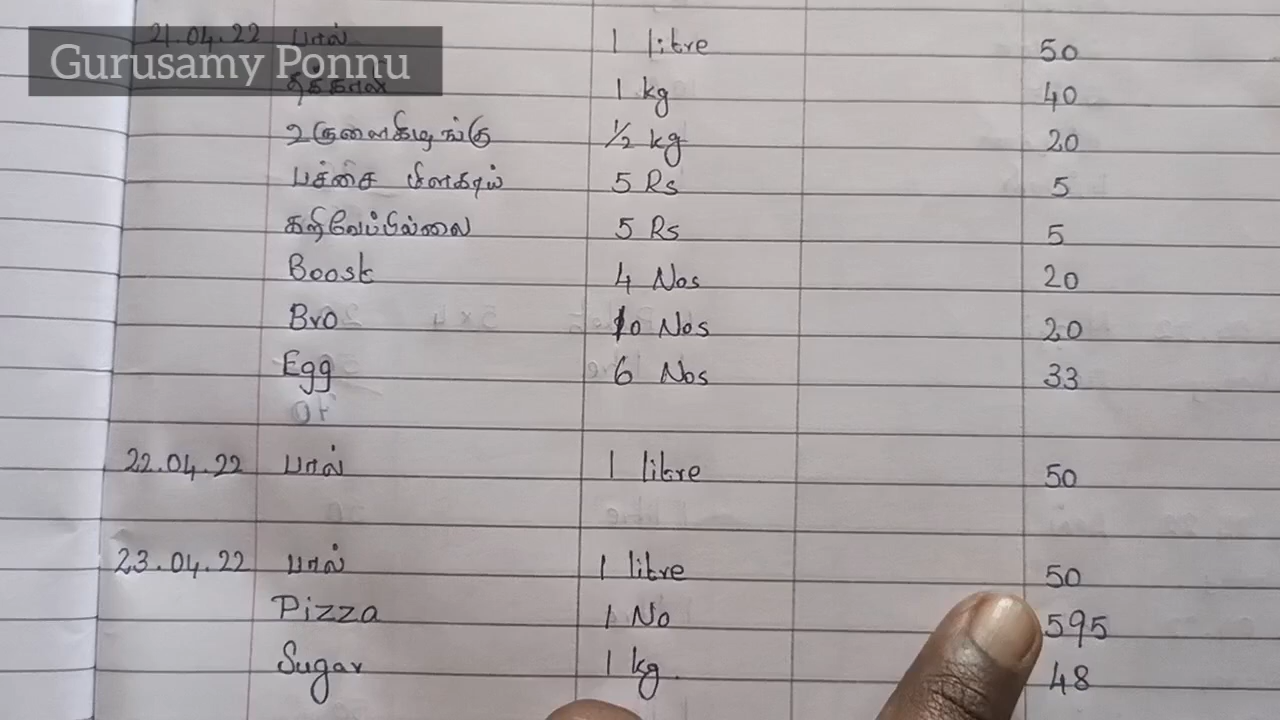 Gurusamy Ponnu
21.04.22 பால் 1 litre 50
தக்காளி 1 kg 40
உருளைகிழங்கு 1/2 kg 20
பச்சை மிளகாய் 5 Rs 5
கறிவேப்பில்லை 5 Rs 5
Boost 4 Nos 20
Bro 10 Nos 20
Egg 6 Nos 33
22.04.22 பால் 1 litre 50
23.04.22 பால் 1 litre 50
Pizza 1 No 595
Sugar 1 kg. 48